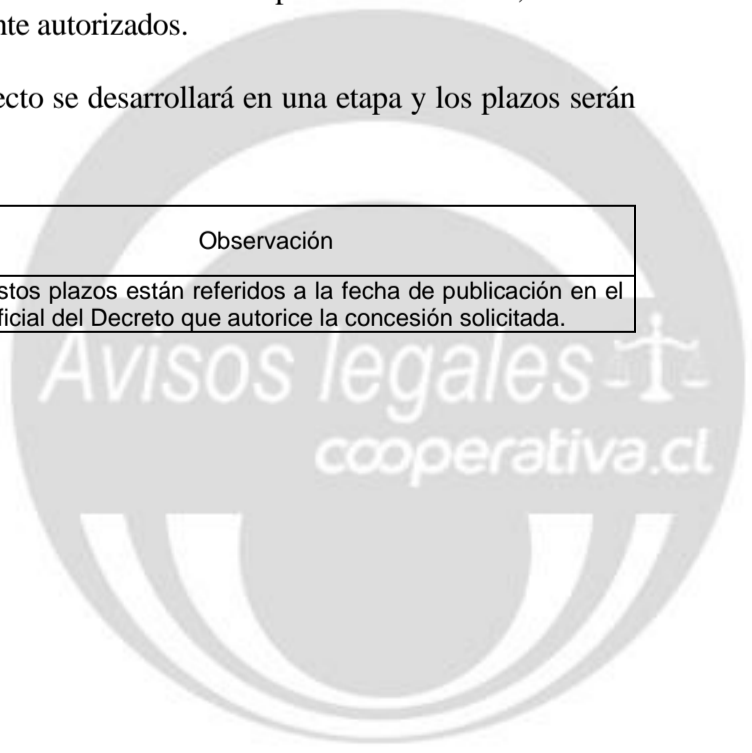 nte autorizados.
ecto se desarrollará en una etapa y los plazos serán
Observación
stos plazos están referidos a la fecha de publicación en el
ficial del Decreto que autorice la concesión solicitada.
Avisos legales
cooperativa.cl